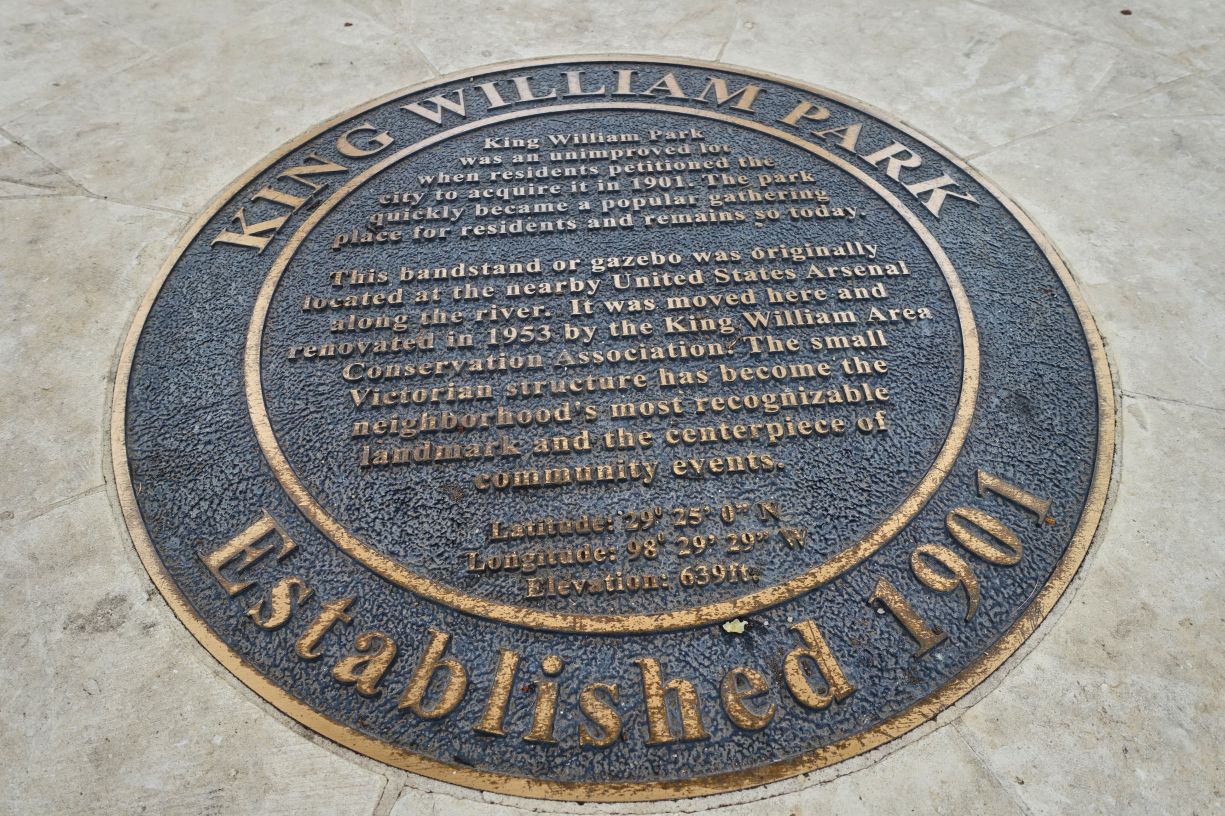 KING WILLIAM PARK
King William Park
was an unimproved lot
when residents petitioned the
city to acquire it in 1901. The park
quickly became a popular gathering
place for residents and remains so today.
This bandstand or gazebo was originally
located at the nearby United States Arsenal
along the river. It was moved here and
renovated in 1953 by the King William Area
Conservation Association. The small
Victorian structure has become the
neighborhood's most recognizable
landmark and the centerpiece of
community events.
Latitude: 29⁰ 25' 0" N
Longitude: 98⁰ 29' 29" W
Elevation: 639ft.
Established 1901